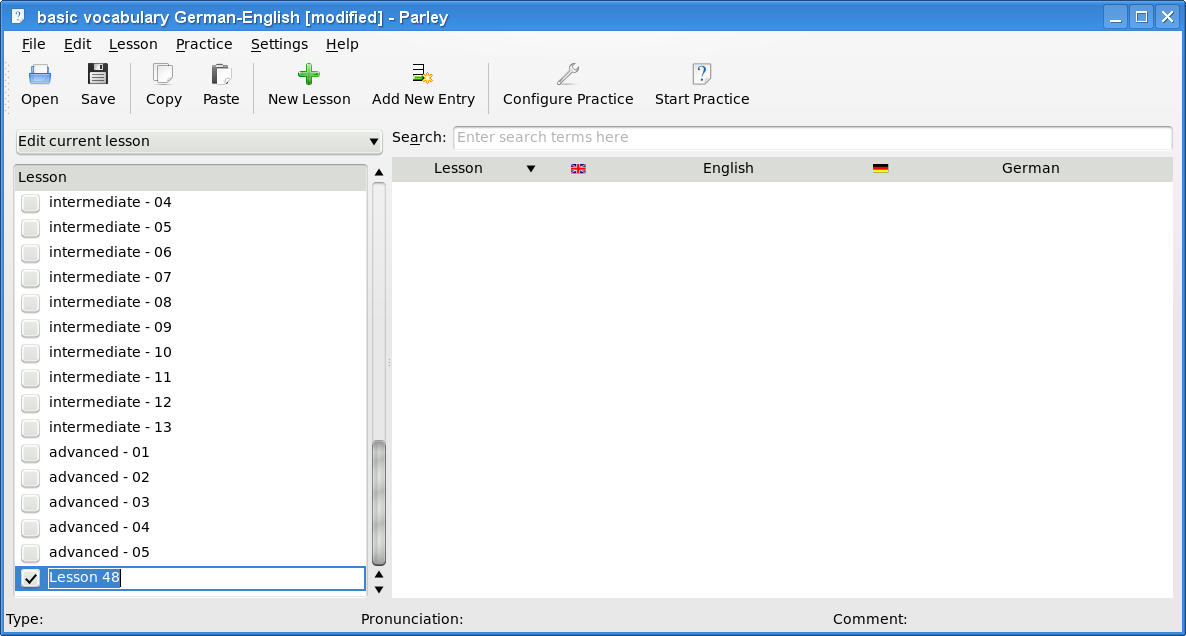 basic vocabulary German-English [modified] - Parley
File Edit Lesson Practice Settings Help
Open Save Copy Paste New Lesson Add New Entry Configure Practice Start Practice
Edit current lesson
Search: Enter search terms here
Lesson
Lesson English German
intermediate - 04
intermediate - 05
intermediate - 06
intermediate - 07
intermediate - 08
intermediate - 09
intermediate - 10
intermediate - 11
intermediate - 12
intermediate - 13
advanced - 01
advanced - 02
advanced - 03
advanced - 04
advanced - 05
Lesson 48
Type: Pronunciation: Comment: